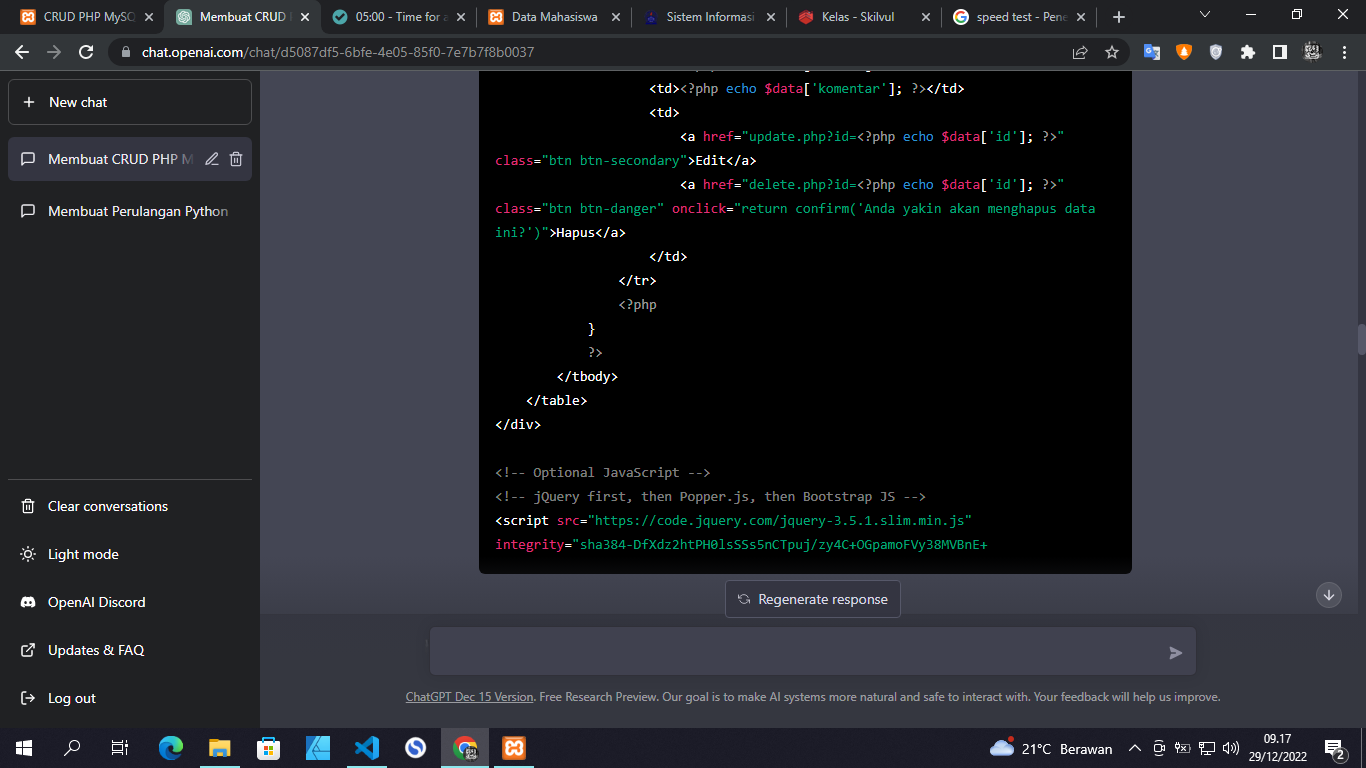 CRUD PHP MySQ
Membuat CRUD
05:00 - Time for a
Data Mahasiswa
Sistem Informasi
Kelas - Skilvul
speed test - Pene
chat.openai.com/chat/d5087df5-6bfe-4e05-85f0-7e7b7f8b0037
New chat
Membuat CRUD PHP M
Membuat Perulangan Python
Clear conversations
Light mode
OpenAI Discord
Updates & FAQ
Log out
<td><?php echo $data['komentar']; ?></td>
<td>
<a href="update.php?id=<?php echo $data['id']; ?>"
class="btn btn-secondary">Edit</a>
<a href="delete.php?id=<?php echo $data['id']; ?>"
class="btn btn-danger" onclick="return confirm('Anda yakin akan menghapus data
ini?')">Hapus</a>
</td>
</tr>
<?php
}
?>
</tbody>
</table>
</div>
<!-- Optional JavaScript -->
<!-- jQuery first, then Popper.js, then Bootstrap JS -->
<script src="https://code.jquery.com/jquery-3.5.1.slim.min.js"
integrity="sha384-DfXdz2htPH0lsSSs5nCTpuj/zy4C+OGpamoFVy38MVBnE+
Regenerate response
ChatGPT Dec 15 Version. Free Research Preview. Our goal is to make AI systems more natural and safe to interact with. Your feedback will help us improve.
21°C Berawan
09.17
29/12/2022
2